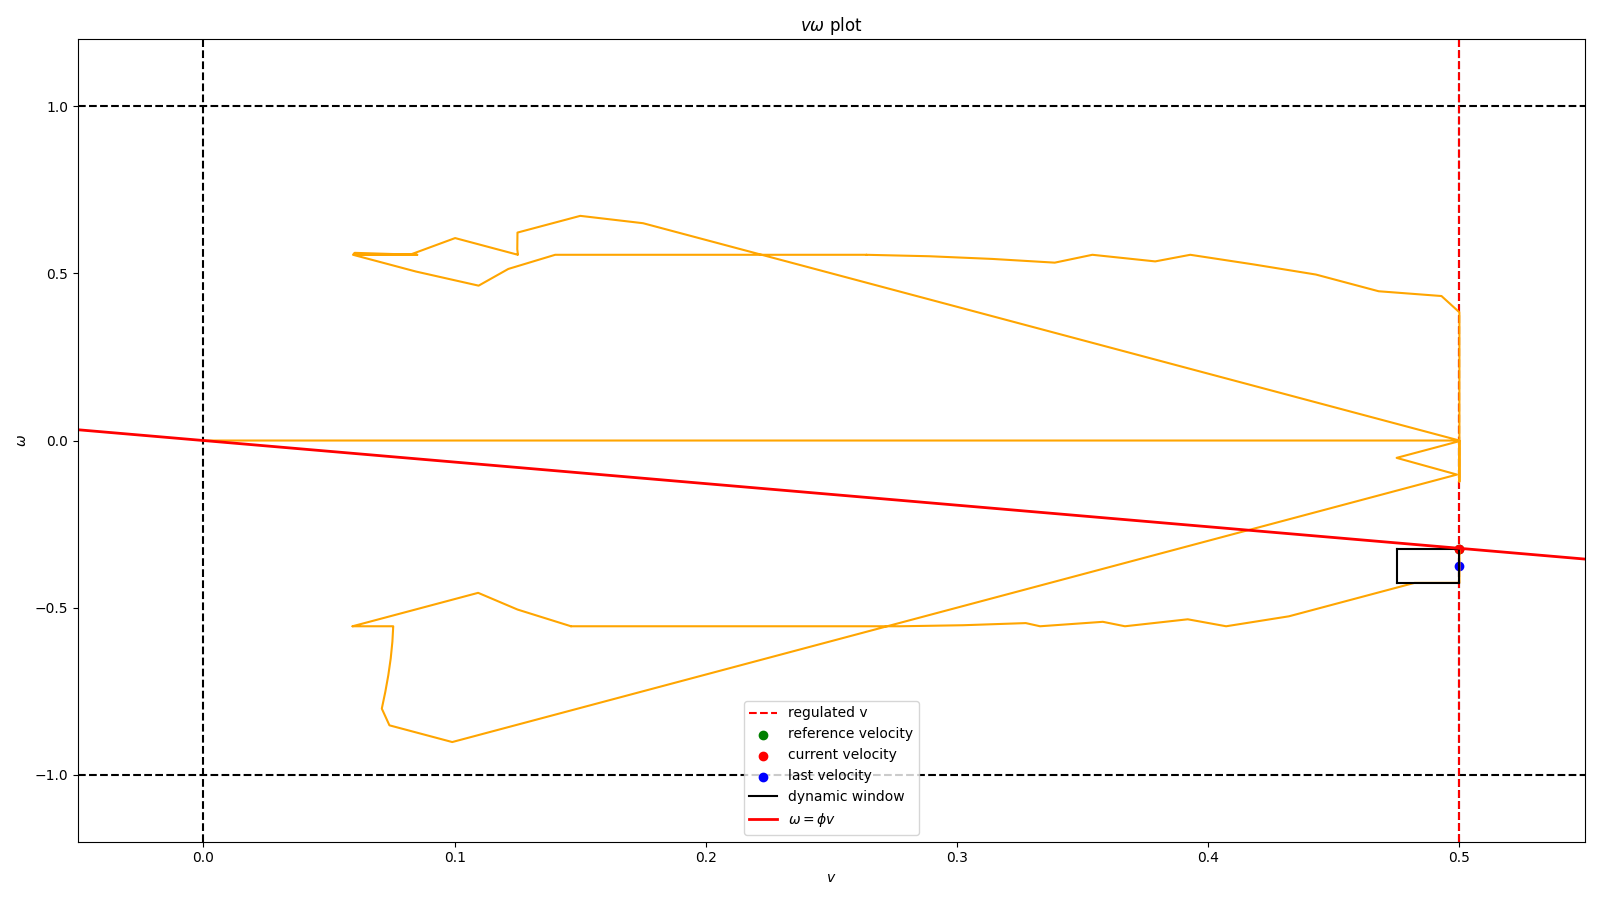 vω plot
1.0
0.5
0.0
−0.5
−1.0
ω
regulated v
reference velocity
current velocity
last velocity
dynamic window
ω = ϕv
0.0 0.1 0.2 0.3 0.4 0.5
v